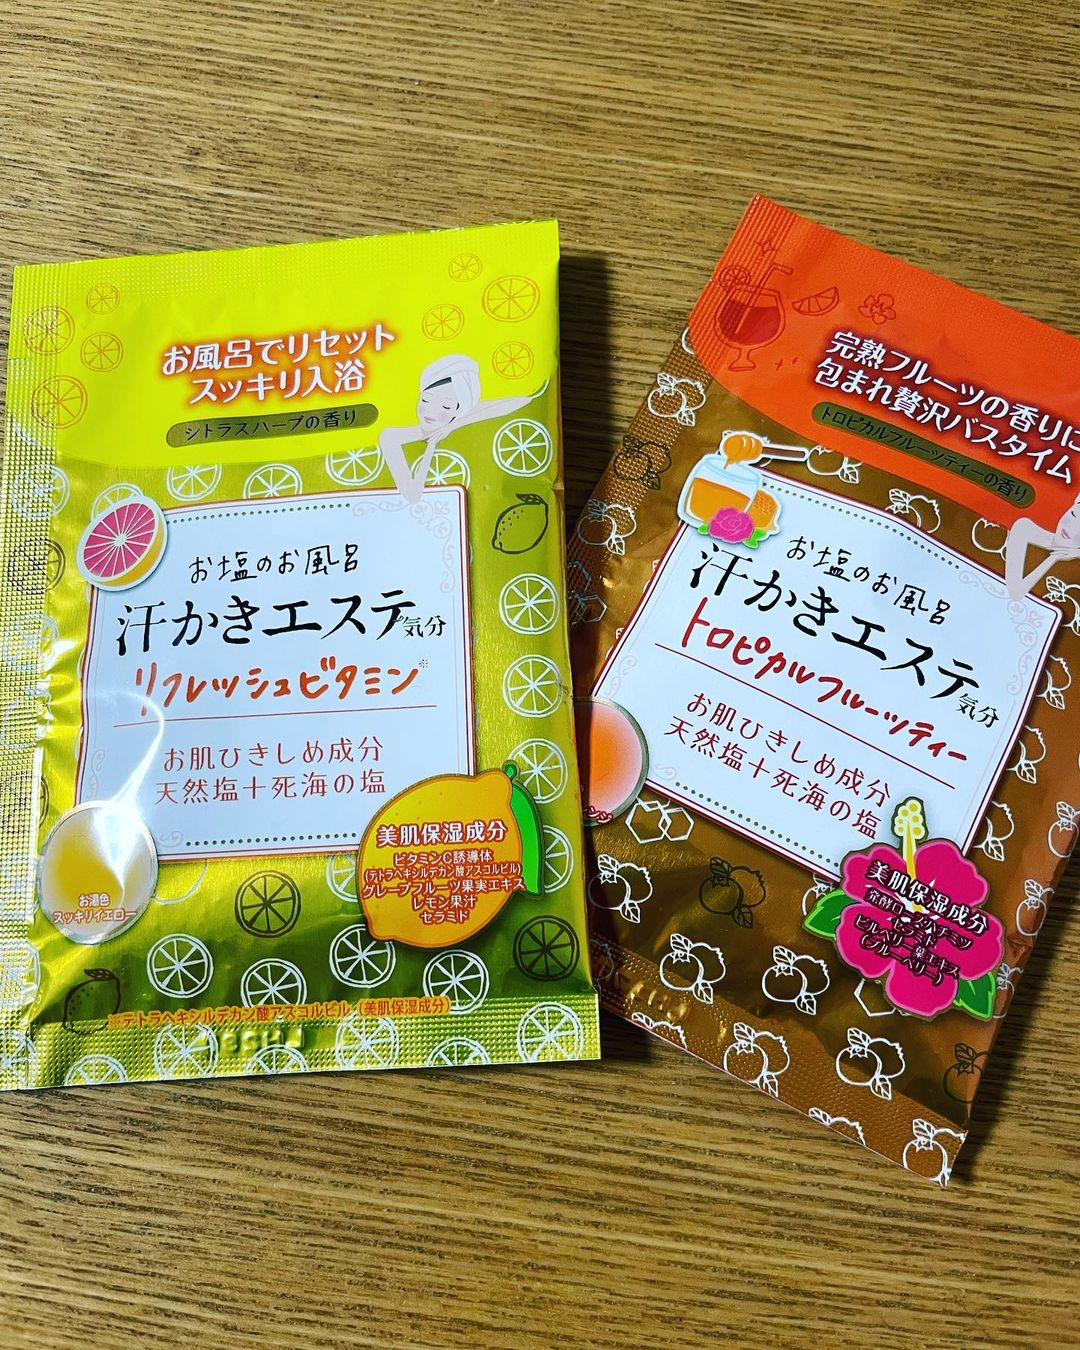 お風呂でリセット
スッキリ入浴
シトラスハーブの香り
お塩のお風呂
汗かきエステ気分
リフレッシュビタミン※
お肌ひきしめ成分
天然塩+死海の塩
お湯色
スッキリイエロー
美肌保湿成分
ビタミンC誘導体
(テトラヘキシルデカン酸アスコルビル)
グレープフルーツ果実エキス
レモン果汁
セラミド
※テトラヘキシルデカン酸アスコルビル (美肌保湿成分)
完熟フルーツの香りに
包まれ贅沢バスタイム
トロピカルフルーツティーの香り
お塩のお風呂
汗かきエステ気分
トロピカルフルーツティー
お肌ひきしめ成分
天然塩+死海の塩
美肌保湿成分
発酵ローズハチミツ
セラミド
ビルベリー葉エキス
(ブルーベリー)